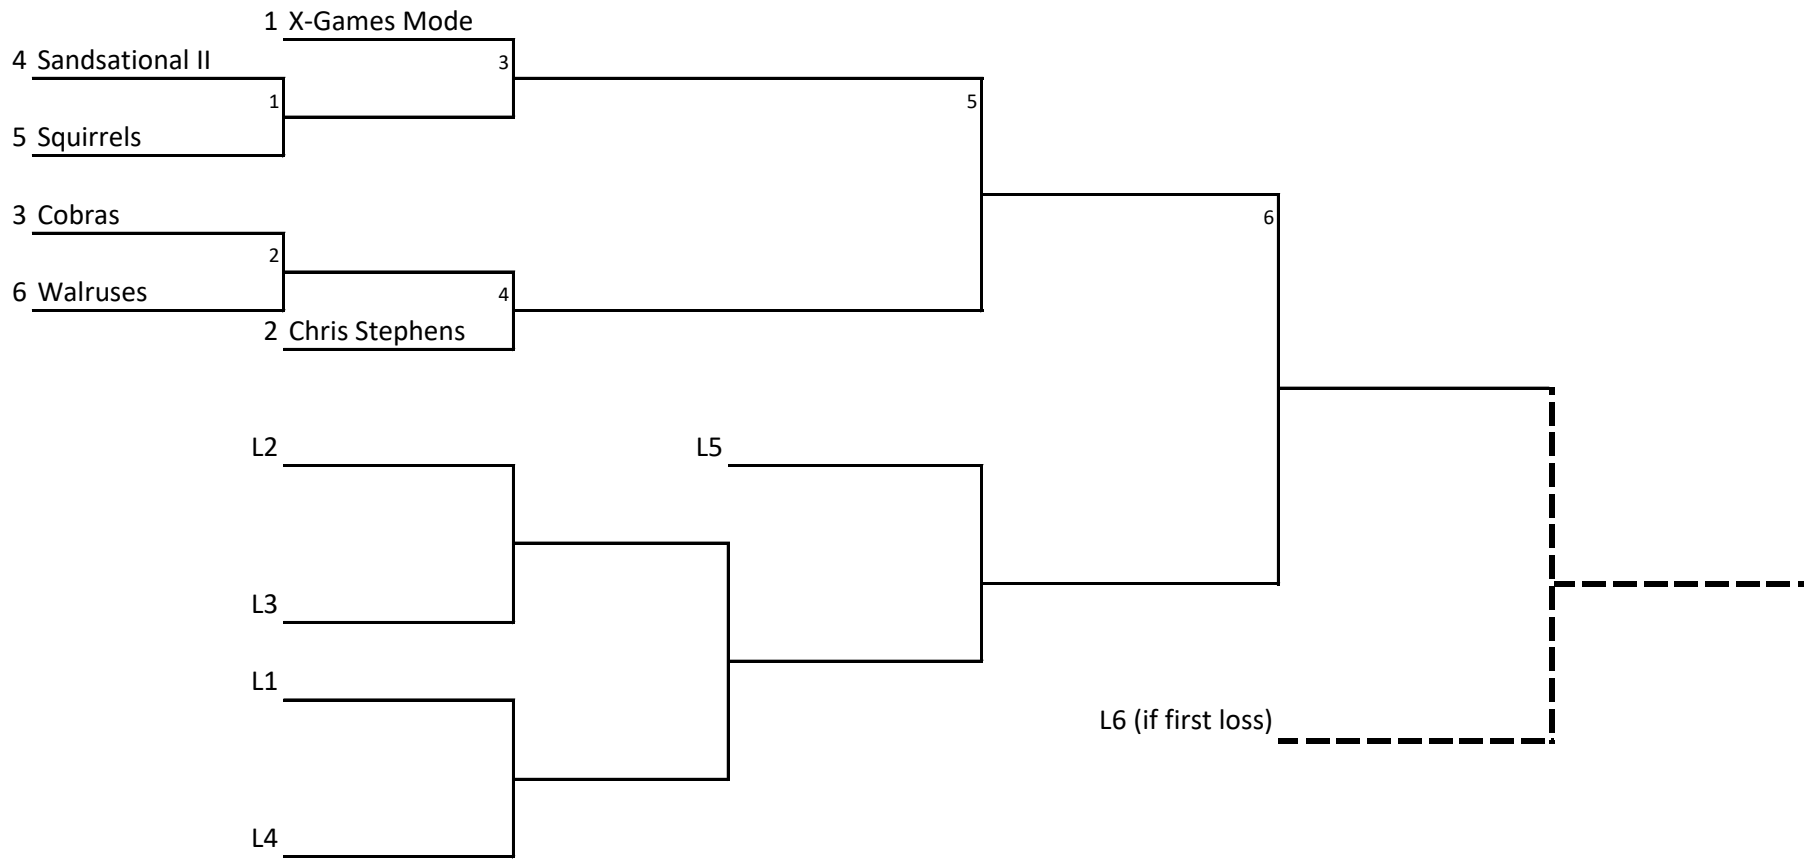 1 X-Games Mode
4 Sandsational II
3
1
5
5 Squirrels
3 Cobras
6
2
6 Walruses
4
2 Chris Stephens
L2
L5
L3
L1
L6 (if first loss)
L4